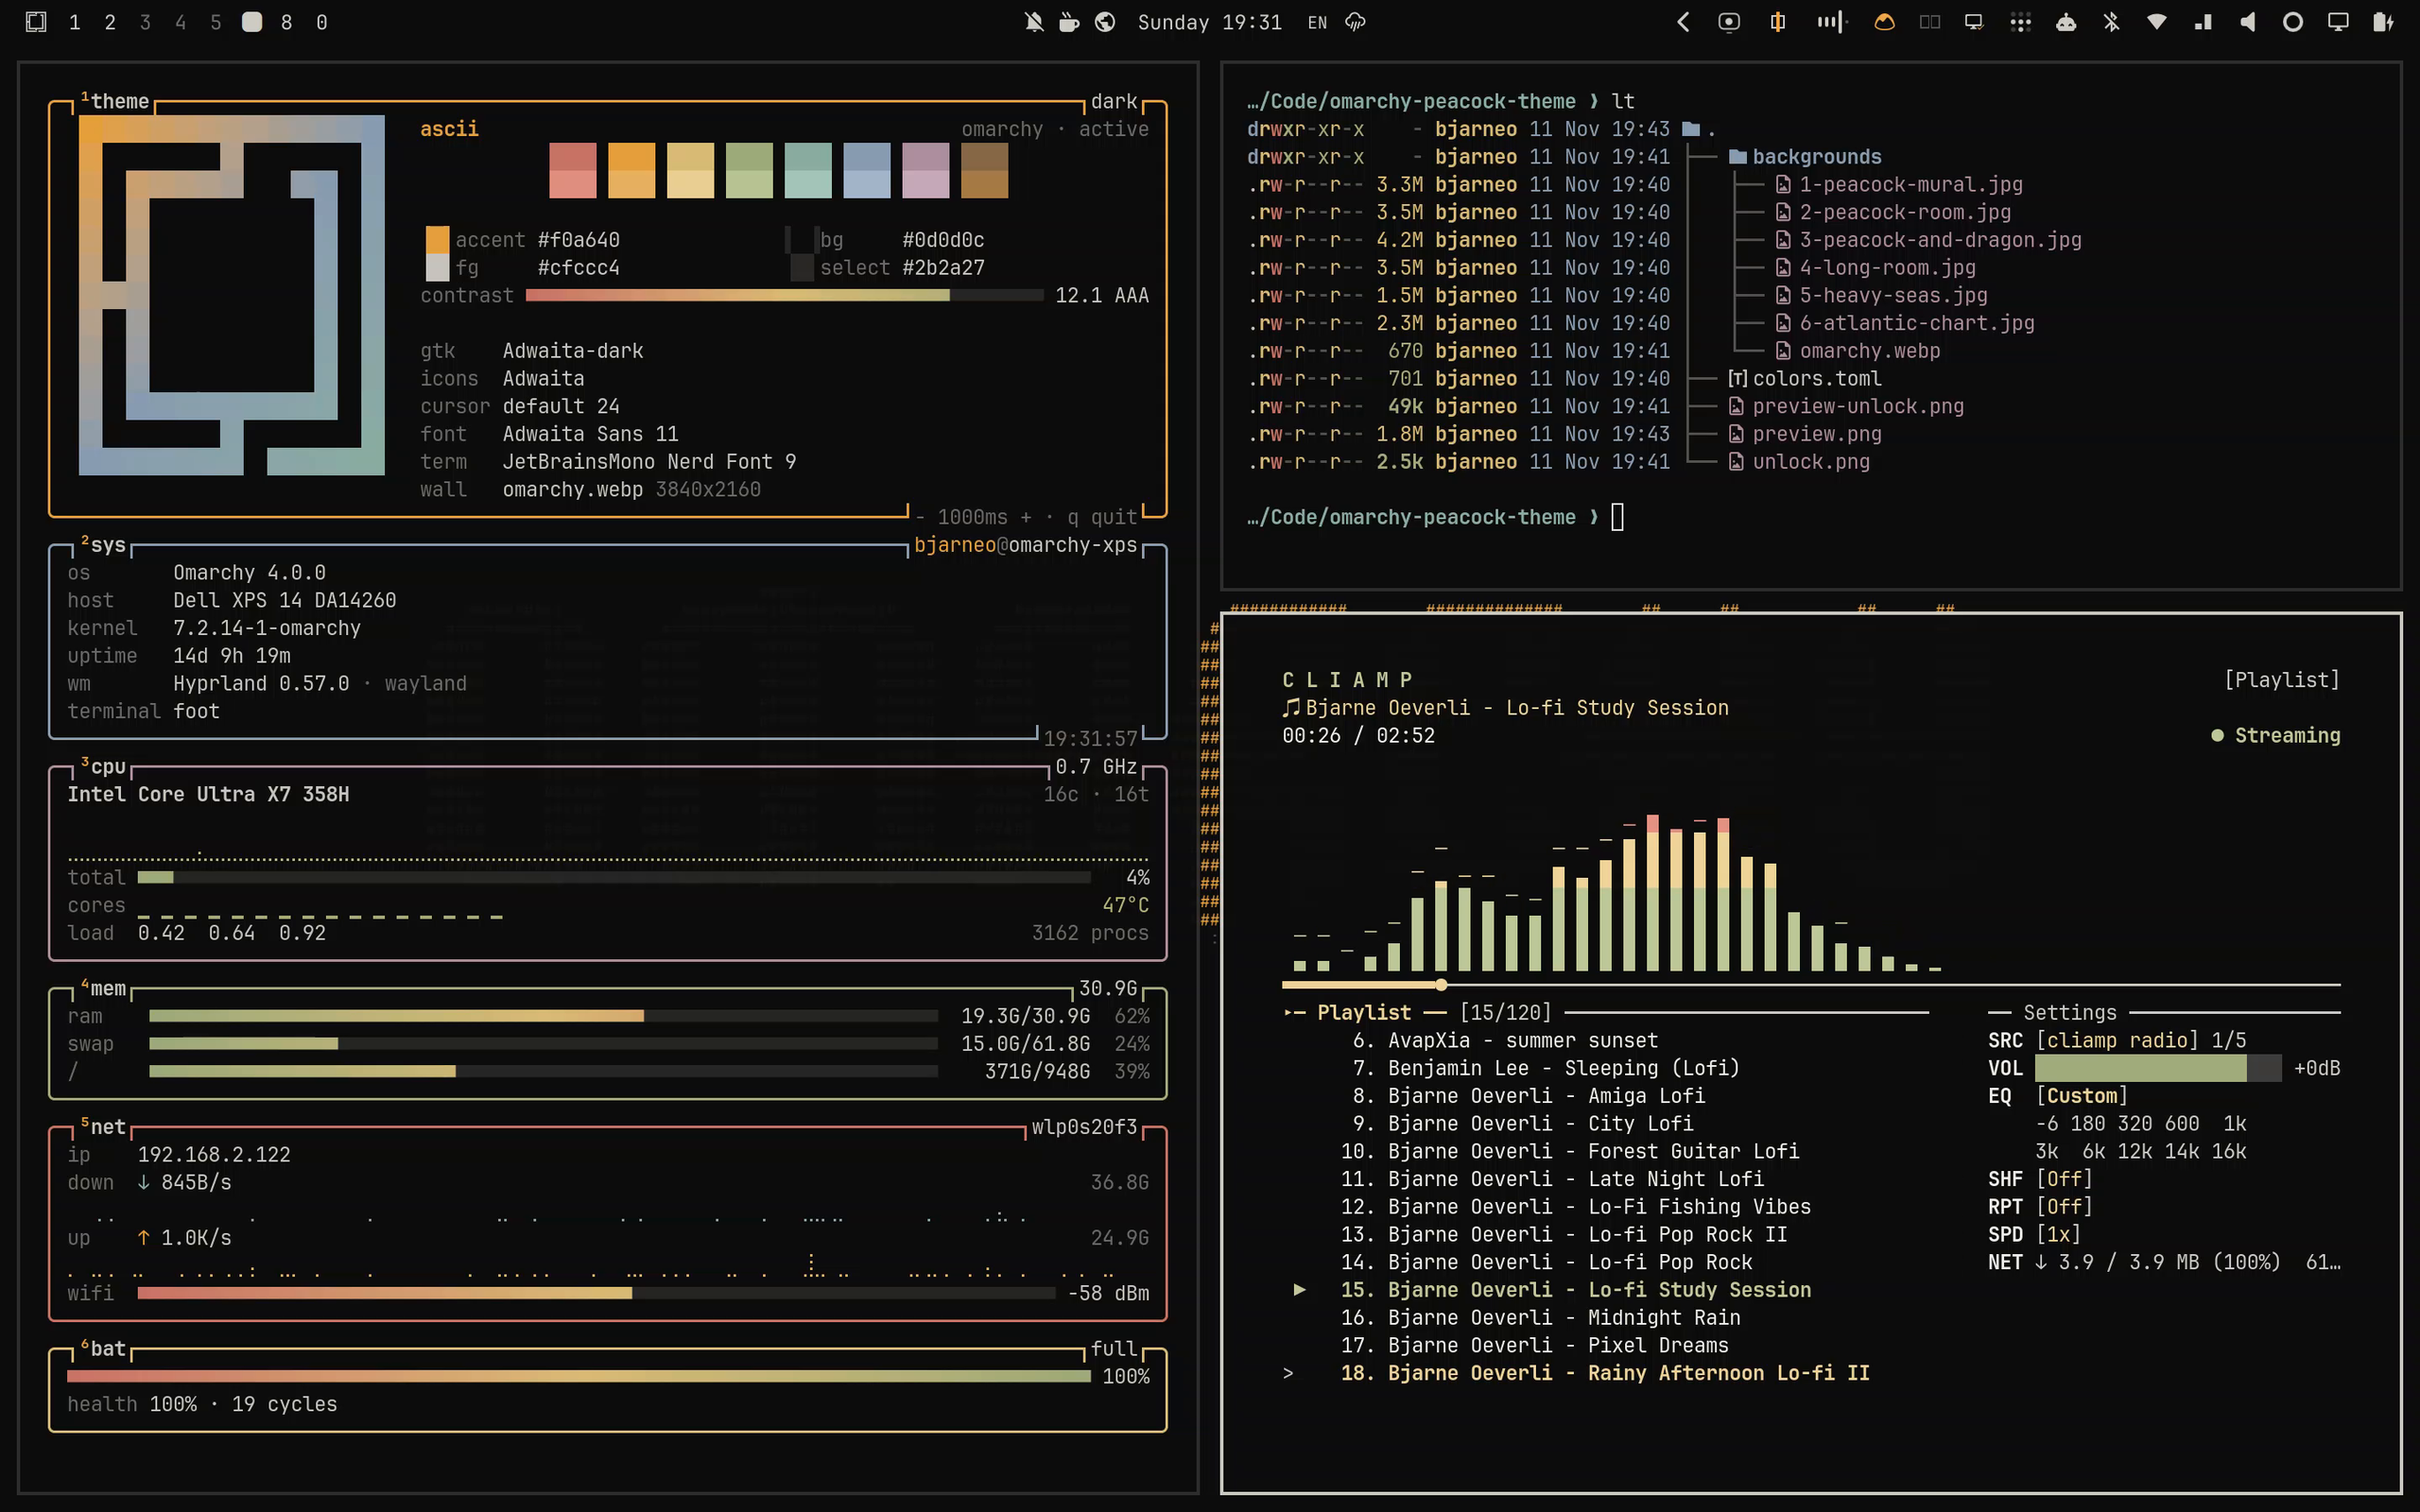 1 2 3 4 5 8 0
Sunday 19:31 EN
1theme dark
ascii omarchy · active
accent #f0a640 bg #0d0d0c
fg #cfccc4 select #2b2a27
contrast 12.1 AAA
gtk Adwaita-dark
icons Adwaita
cursor default 24
font Adwaita Sans 11
term JetBrainsMono Nerd Font 9
wall omarchy.webp 3840x2160
- 1000ms + · q quit
2sys bjarneo@omarchy-xps
os Omarchy 4.0.0
host Dell XPS 14 DA14260
kernel 7.2.14-1-omarchy
uptime 14d 9h 19m
wm Hyprland 0.57.0 · wayland
terminal foot
19:31:57
3cpu 0.7 GHz
Intel Core Ultra X7 358H 16c · 16t
total 4%
cores 47°C
load 0.42 0.64 0.92 3162 procs
4mem 30.9G
ram 19.3G/30.9G 62%
swap 15.0G/61.8G 24%
/ 371G/948G 39%
5net wlp0s20f3
ip 192.168.2.122
down ↓ 845B/s 36.8G
up ↑ 1.0K/s 24.9G
wifi -58 dBm
6bat full
100%
health 100% · 19 cycles
…/Code/omarchy-peacock-theme ❯ lt
drwxr-xr-x - bjarneo 11 Nov 19:43 .
drwxr-xr-x - bjarneo 11 Nov 19:41 backgrounds
.rw-r--r-- 3.3M bjarneo 11 Nov 19:40 1-peacock-mural.jpg
.rw-r--r-- 3.5M bjarneo 11 Nov 19:40 2-peacock-room.jpg
.rw-r--r-- 4.2M bjarneo 11 Nov 19:40 3-peacock-and-dragon.jpg
.rw-r--r-- 3.5M bjarneo 11 Nov 19:40 4-long-room.jpg
.rw-r--r-- 1.5M bjarneo 11 Nov 19:40 5-heavy-seas.jpg
.rw-r--r-- 2.3M bjarneo 11 Nov 19:40 6-atlantic-chart.jpg
.rw-r--r-- 670 bjarneo 11 Nov 19:41 omarchy.webp
.rw-r--r-- 701 bjarneo 11 Nov 19:40 [T] colors.toml
.rw-r--r-- 49k bjarneo 11 Nov 19:41 preview-unlock.png
.rw-r--r-- 1.8M bjarneo 11 Nov 19:43 preview.png
.rw-r--r-- 2.5k bjarneo 11 Nov 19:41 unlock.png
…/Code/omarchy-peacock-theme ❯
C L I A M P [Playlist]
♫ Bjarne Oeverli - Lo-fi Study Session
00:26 / 02:52 ● Streaming
Playlist [15/120]
6. AvapXia - summer sunset
7. Benjamin Lee - Sleeping (Lofi)
8. Bjarne Oeverli - Amiga Lofi
9. Bjarne Oeverli - City Lofi
10. Bjarne Oeverli - Forest Guitar Lofi
11. Bjarne Oeverli - Late Night Lofi
12. Bjarne Oeverli - Lo-Fi Fishing Vibes
13. Bjarne Oeverli - Lo-fi Pop Rock II
14. Bjarne Oeverli - Lo-fi Pop Rock
▶ 15. Bjarne Oeverli - Lo-fi Study Session
16. Bjarne Oeverli - Midnight Rain
17. Bjarne Oeverli - Pixel Dreams
> 18. Bjarne Oeverli - Rainy Afternoon Lo-fi II
Settings
SRC [cliamp radio] 1/5
VOL +0dB
EQ [Custom]
-6 180 320 600 1k
3k 6k 12k 14k 16k
SHF [Off]
RPT [Off]
SPD [1x]
NET ↓ 3.9 / 3.9 MB (100%) 61…